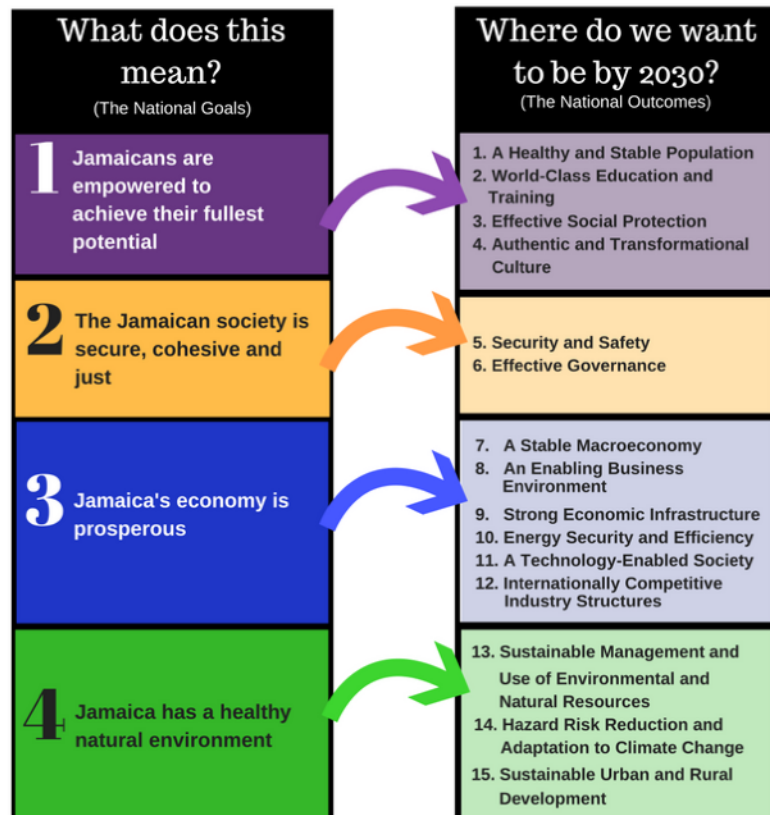 What does this
mean?
(The National Goals)
1
Jamaicans are
empowered to
achieve their fullest
potential
2
The Jamaican society is
secure, cohesive and
just
3
Jamaica's economy is
prosperous
4
Jamaica has a healthy
natural environment
Where do we want
to be by 2030?
(The National Outcomes)
1. A Healthy and Stable Population
2. World-Class Education and
Training
3. Effective Social Protection
4. Authentic and Transformational
Culture
5. Security and Safety
6. Effective Governance
7. A Stable Macroeconomy
8. An Enabling Business
Environment
9. Strong Economic Infrastructure
10. Energy Security and Efficiency
11. A Technology-Enabled Society
12. Internationally Competitive
Industry Structures
13. Sustainable Management and
Use of Environmental and
Natural Resources
14. Hazard Risk Reduction and
Adaptation to Climate Change
15. Sustainable Urban and Rural
Development